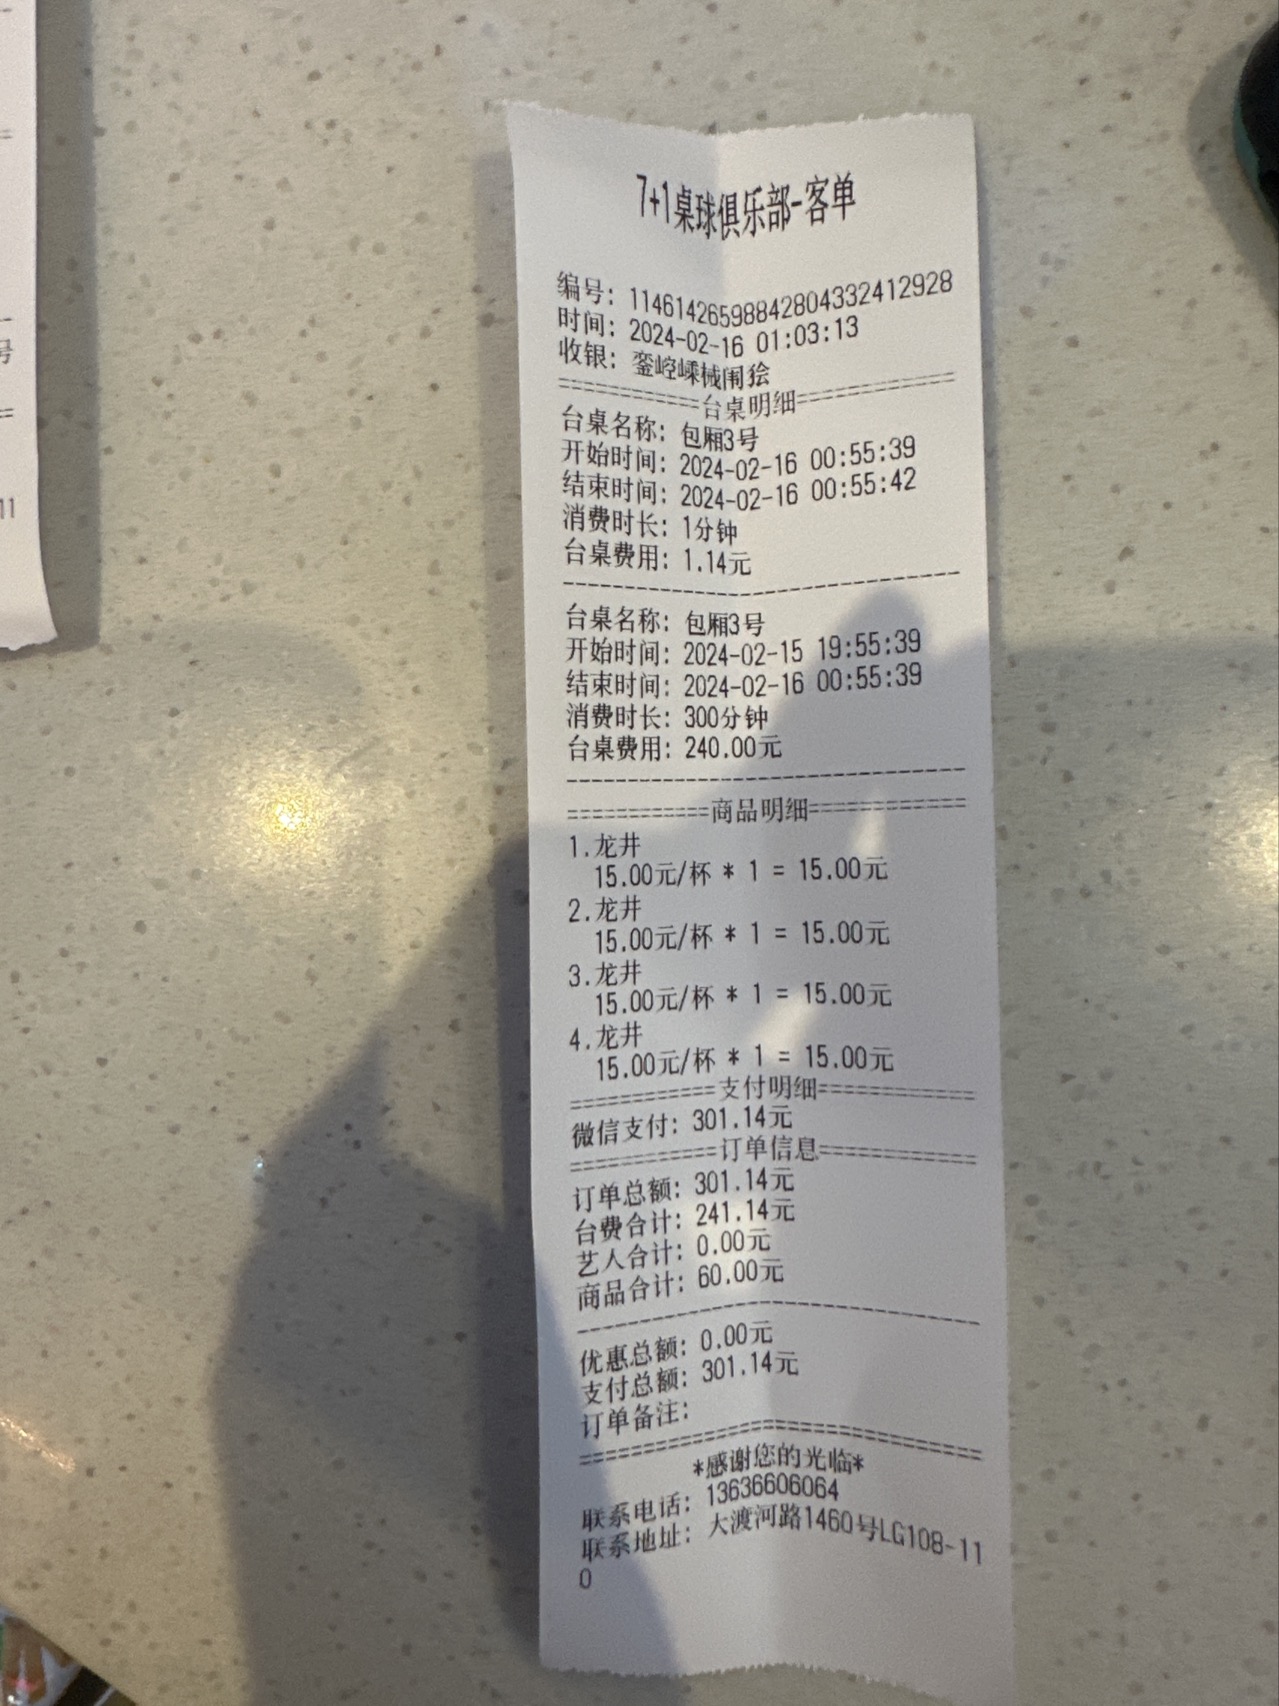 7+1桌球俱乐部-客单
编号: 1146142659884280433241​2928
时间: 2024-02-16 01:03:13
收银: 銮崆嵊械闱狯
==========台桌明细==========
台桌名称: 包厢3号
开始时间: 2024-02-16 00:55:39
结束时间: 2024-02-16 00:55:42
消费时长: 1分钟
台桌费用: 1.14元
台桌名称: 包厢3号
开始时间: 2024-02-15 19:55:39
结束时间: 2024-02-16 00:55:39
消费时长: 300分钟
台桌费用: 240.00元
==========商品明细==========
1.龙井
15.00元/杯 * 1 = 15.00元
2.龙井
15.00元/杯 * 1 = 15.00元
3.龙井
15.00元/杯 * 1 = 15.00元
4.龙井
15.00元/杯 * 1 = 15.00元
==========支付明细==========
微信支付: 301.14元
==========订单信息==========
订单总额: 301.14元
台费合计: 241.14元
艺人合计: 0.00元
商品合计: 60.00元
优惠总额: 0.00元
支付总额: 301.14元
订单备注:
*感谢您的光临*
联系电话: 13636606064
联系地址: 大渡河路1460号LG108-11
0
号
11